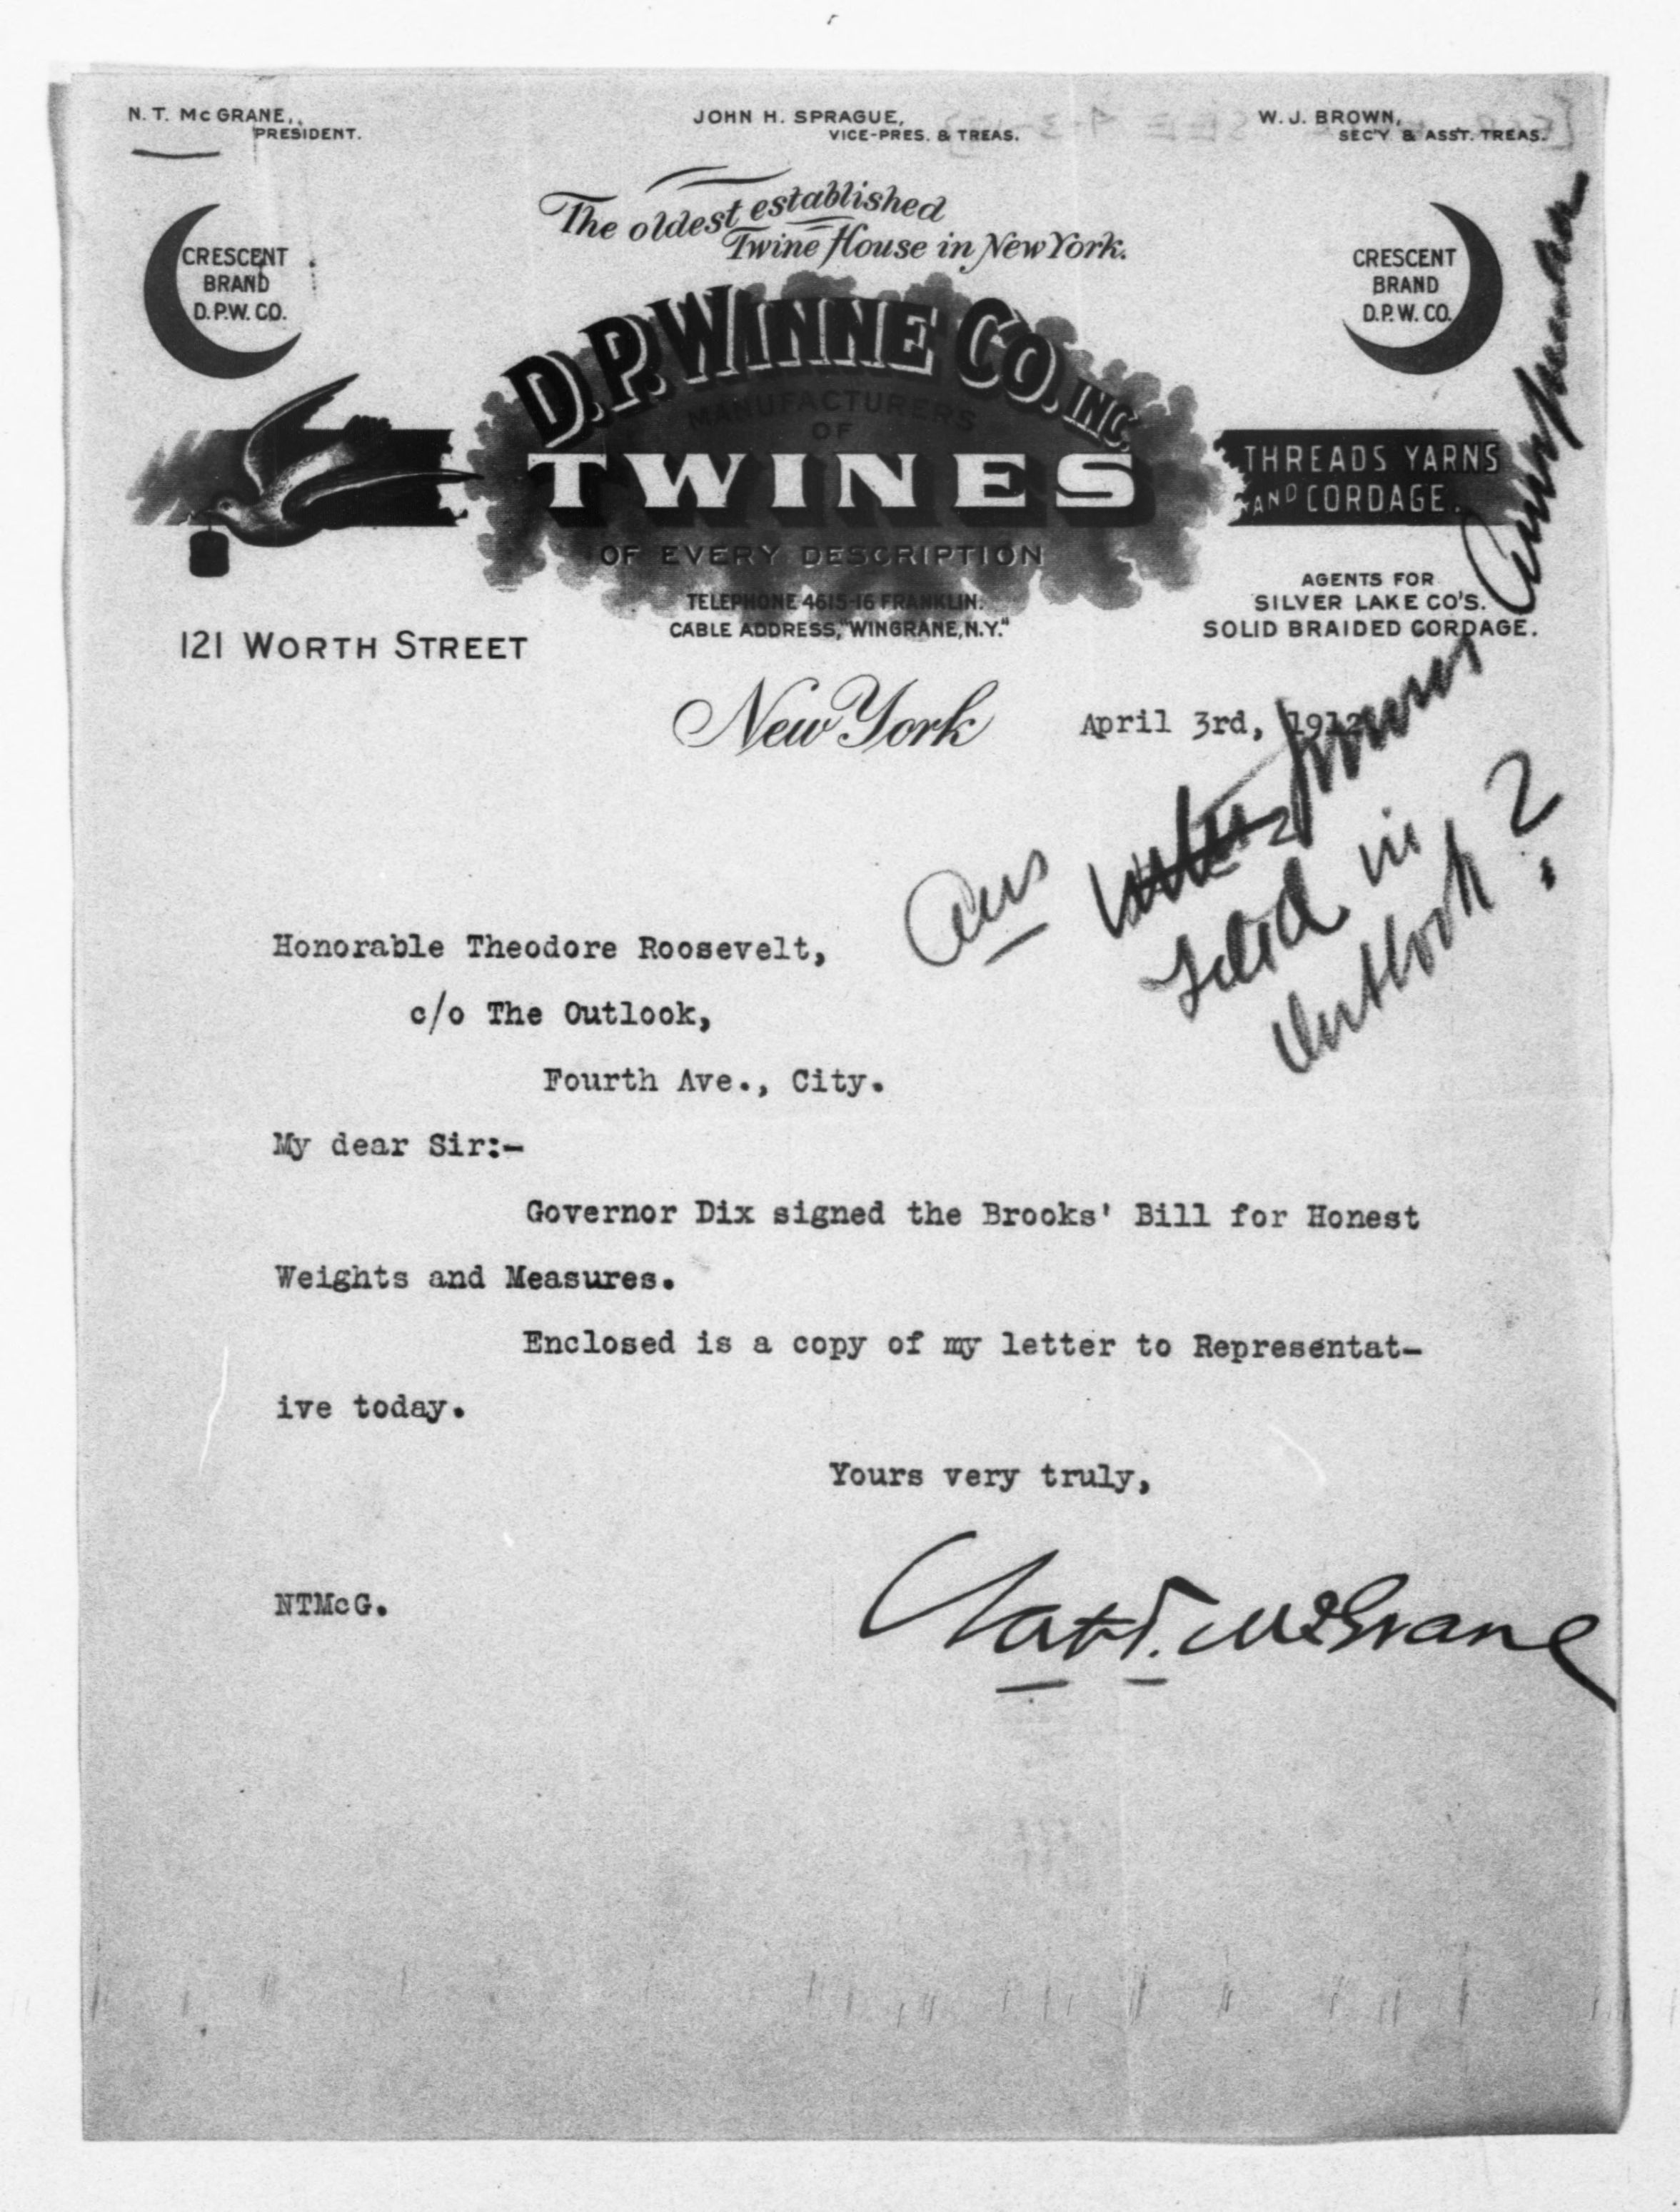 N. T. McGRANE,
PRESIDENT.
JOHN H. SPRAGUE,
VICE-PRES. & TREAS.
W. J. BROWN,
SEC'Y & ASST. TREAS.
The oldest established
Twine House in New York.
CRESCENT
BRAND
D.P.W. CO.
CRESCENT
BRAND
D.P.W. CO.
D. P. WINNE CO. INC.
MANUFACTURERS
OF
TWINES
OF EVERY DESCRIPTION
THREADS YARNS
AND CORDAGE.
TELEPHONE 4615-16 FRANKLIN.
CABLE ADDRESS, "WINGRANE, N.Y."
AGENTS FOR
SILVER LAKE CO'S.
SOLID BRAIDED CORDAGE.
121 WORTH STREET
New York
April 3rd, 1912
Ans
in
Outlook?
Honorable Theodore Roosevelt,
c/o The Outlook,
Fourth Ave., City.
My dear Sir:-
Governor Dix signed the Brooks' Bill for Honest
Weights and Measures.
Enclosed is a copy of my letter to Representat-
ive today.
Yours very truly,
NTMcG.
Nat T. McGrane